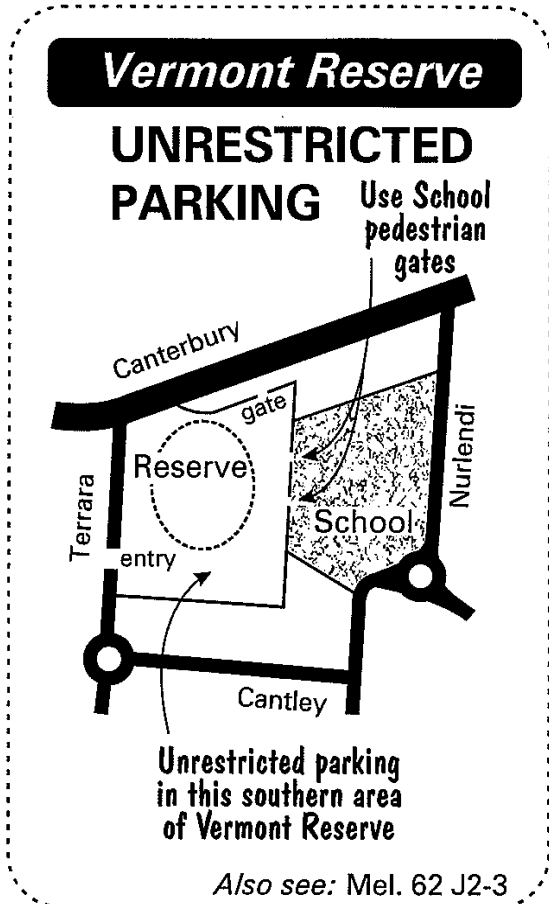 Vermont Reserve
UNRESTRICTED
PARKING
Use School
pedestrian
gates
Canterbury
gate
Reserve
Terrara
Nurlendi
School
entry
Cantley
Unrestricted parking
in this southern area
of Vermont Reserve
Also see: Mel. 62 J2-3